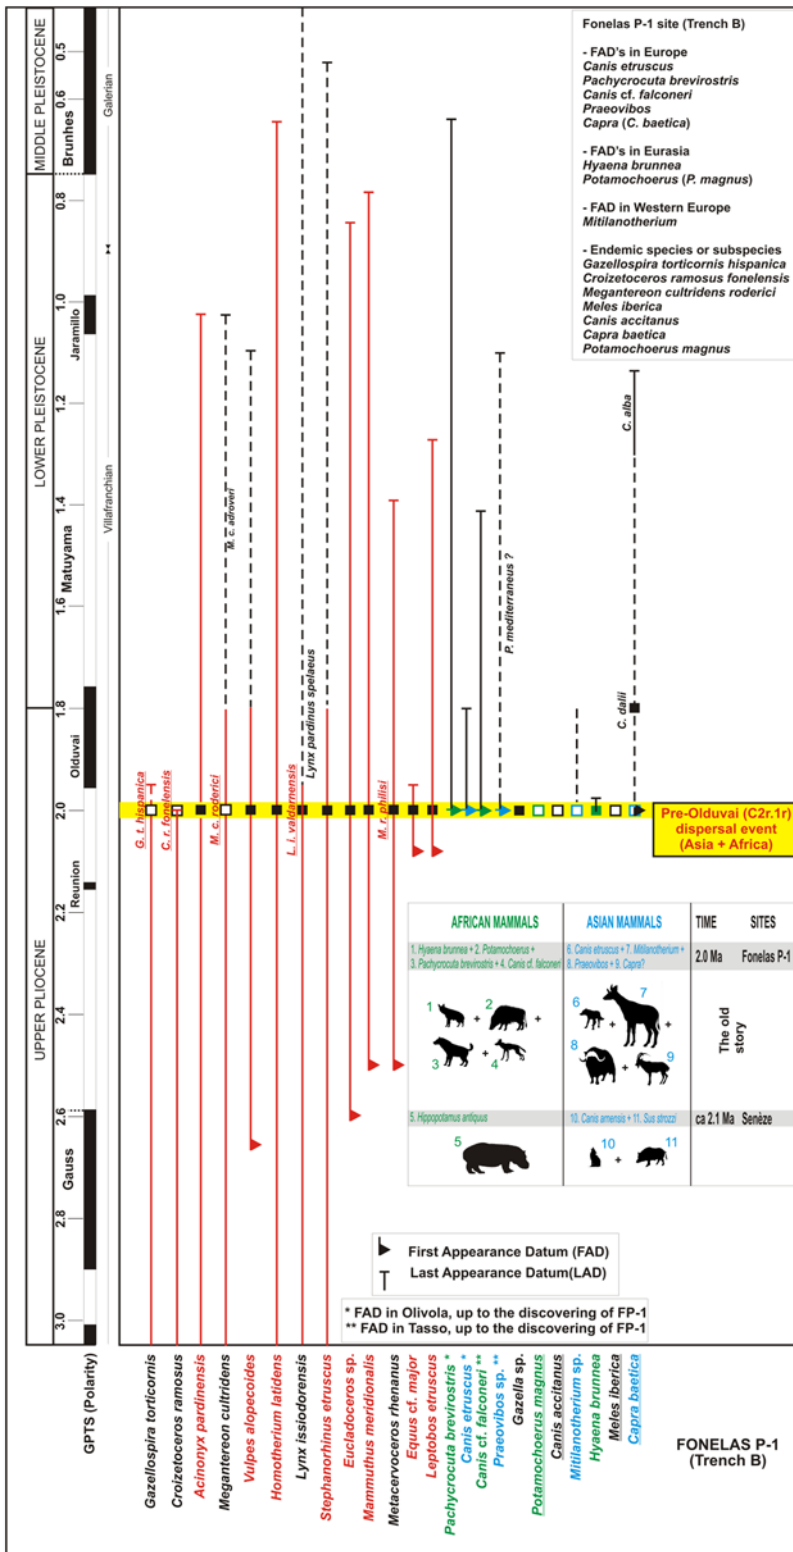 Fonelas P-1 site (Trench B)
- FAD's in Europe
Canis etruscus
Pachycrocuta brevirostris
Canis cf. falconeri
Praeovibos
Capra (C. baetica)
- FAD's in Eurasia
Hyaena brunnea
Potamochoerus (P. magnus)
- FAD in Western Europe
Mitilanotherium
- Endemic species or subspecies
Gazellospira torticornis hispanica
Croizetoceros ramosus fonelensis
Megantereon cultridens roderici
Meles iberica
Canis accitanus
Capra baetica
Potamochoerus magnus
MIDDLE PLEISTOCENE
LOWER PLEISTOCENE
UPPER PLIOCENE
Brunhes
Jaramillo
Matuyama
Olduvai
Reunion
Gauss
0.5
0.6
0.8
1.0
1.2
1.4
1.6
1.8
2.0
2.2
2.4
2.6
2.8
3.0
Galerian
Villafranchian
G. t. hispanica
C. r. fonelensis
M. c. roderici
M. c. adroveri
L. i. valdarnensis
Lynx pardinus spelaeus
M. r. philisi
P. mediterraneus ?
C. dalii
C. alba
Pre-Olduvai (C2r.1r)
dispersal event
(Asia + Africa)
AFRICAN MAMMALS
ASIAN MAMMALS
TIME
SITES
1. Hyaena brunnea + 2. Potamochoerus +
3. Pachycrocuta brevirostris + 4. Canis cf. falconeri
6. Canis etruscus + 7. Mitilanotherium +
8. Praeovibos + 9. Capra?
2.0 Ma
Fonelas P-1
1
2
+
+
3
+
4
6
7
+
+
8
+
9
The old
story
5. Hippopotamus antiquus
10. Canis arnensis + 11. Sus strozzi
ca 2.1 Ma
Senèze
5
10
+
11
First Appearance Datum (FAD)
Last Appearance Datum(LAD)
* FAD in Olivola, up to the discovering of FP-1
** FAD in Tasso, up to the discovering of FP-1
GPTS (Polarity)
Gazellospira torticornis
Croizetoceros ramosus
Acinonyx pardinensis
Megantereon cultridens
Vulpes alopecoides
Homotherium latidens
Lynx issiodorensis
Stephanorhinus etruscus
Eucladoceros sp.
Mammuthus meridionalis
Metacervoceros rhenanus
Equus cf. major
Leptobos etruscus
Pachycrocuta brevirostris *
Canis etruscus *
Canis cf. falconeri **
Praeovibos sp. **
Gazella sp.
Potamochoerus magnus
Canis accitanus
Mitilanotherium sp.
Hyaena brunnea
Meles iberica
Capra baetica
FONELAS P-1
(Trench B)